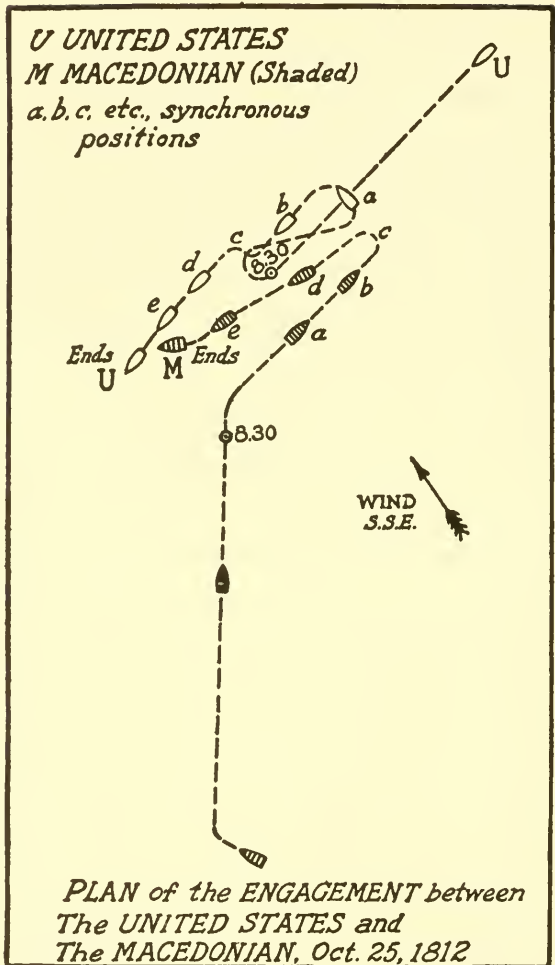 U UNITED STATES
M MACEDONIAN (Shaded)
a. b. c. etc., synchronous
positions
U
a
b
c
8.30
c
d
d
b
e
e
a
Ends
U
M
Ends
8.30
WIND
S.S.E.
PLAN of the ENGAGEMENT between
The UNITED STATES and
The MACEDONIAN, Oct. 25, 1812